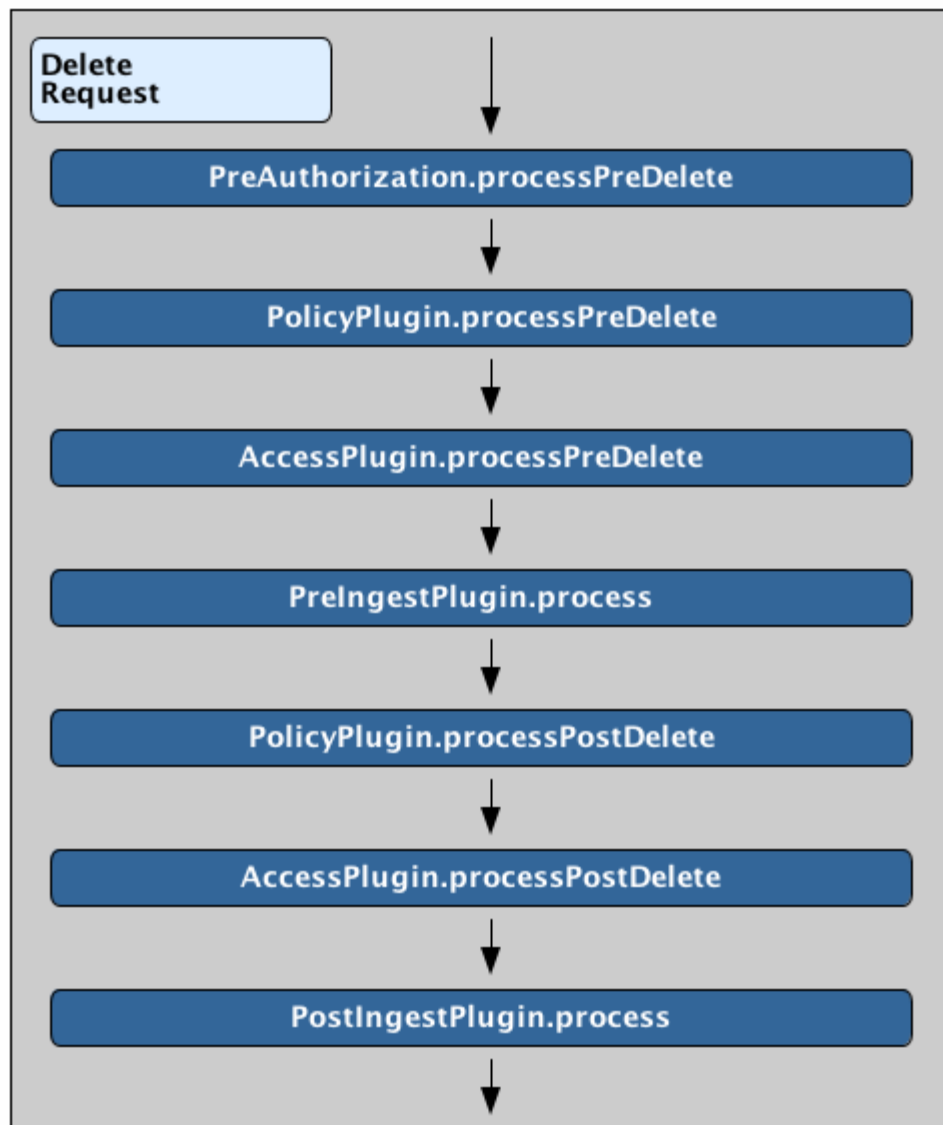 Delete
Request
PreAuthorization.processPreDelete
PolicyPlugin.processPreDelete
AccessPlugin.processPreDelete
PreIngestPlugin.process
PolicyPlugin.processPostDelete
AccessPlugin.processPostDelete
PostIngestPlugin.process